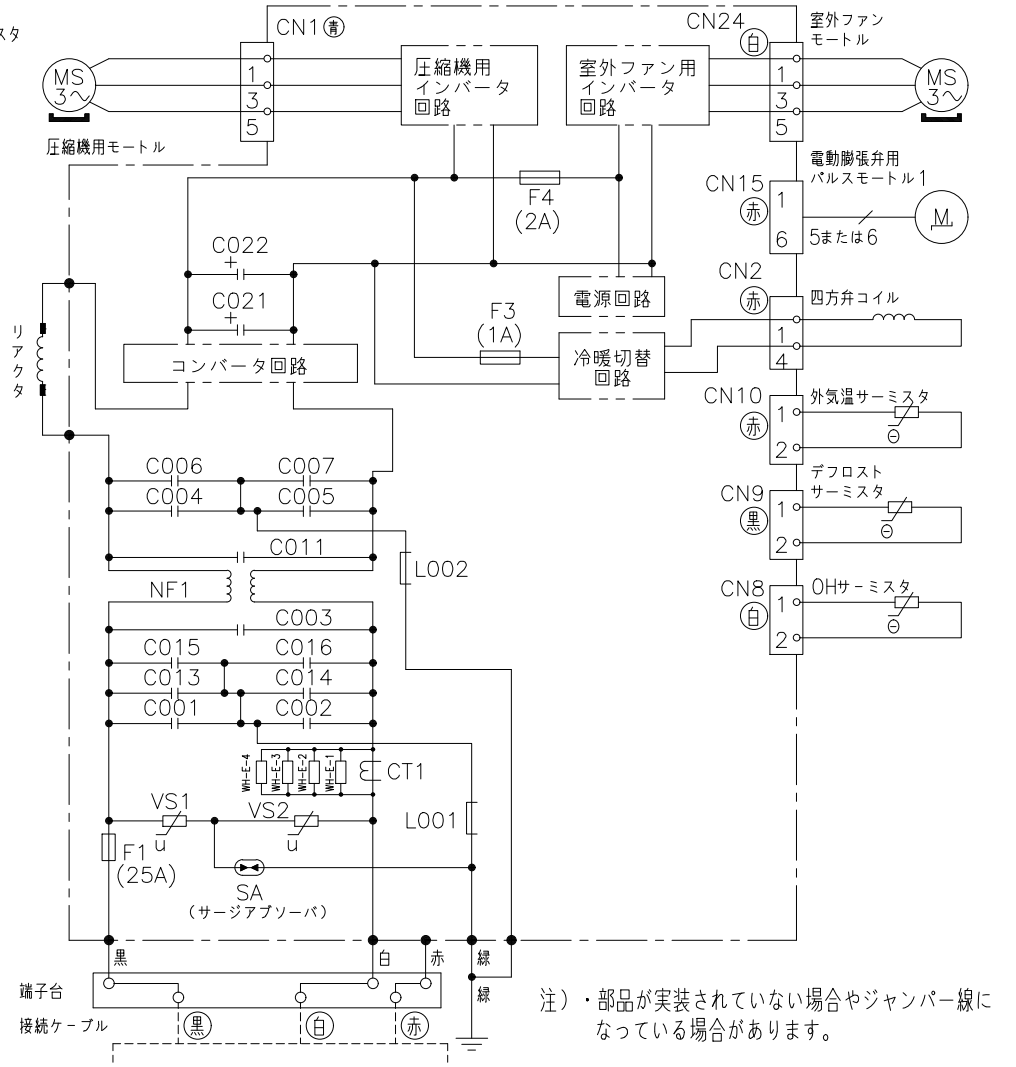 スタ
CN1 青
MS
3～
1
3
5
圧縮機用モートル
圧縮機用
インバータ
回路
室外ファン用
インバータ
回路
CN24
白
1
3
5
室外ファン
モートル
MS
3～
F4
(2A)
CN15
赤
1
6
電動膨張弁用
パルスモートル1
5または6
M
C022
+
C021
+
コンバータ回路
リアクタ
F3
(1A)
電源回路
冷暖切替
回路
CN2
赤
1
4
四方弁コイル
CN10
赤
1
2
外気温サーミスタ
Θ
CN9
黒
1
2
デフロスト
サーミスタ
Θ
CN8
白
1
2
OHサーミスタ
Θ
C006 C007
C004 C005
C011
L002
NF1
C003
C015 C016
C013 C014
C001 C002
WH-E-4
WH-E-3
WH-E-2
WH-E-1
CT1
VS1
u
VS2
u
L001
F1
(25A)
SA
(サージアブソーバ)
黒 白 赤 緑
緑
端子台
接続ケーブル
黒 白 赤
注）・部品が実装されていない場合やジャンパー線に
なっている場合があります。